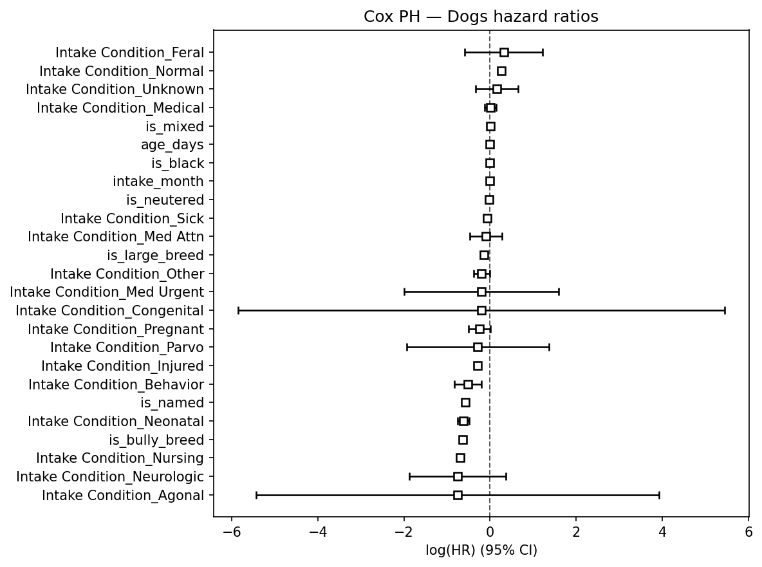 Cox PH — Dogs hazard ratios
Intake Condition_Feral
Intake Condition_Normal
Intake Condition_Unknown
Intake Condition_Medical
is_mixed
age_days
is_black
intake_month
is_neutered
Intake Condition_Sick
Intake Condition_Med Attn
is_large_breed
Intake Condition_Other
Intake Condition_Med Urgent
Intake Condition_Congenital
Intake Condition_Pregnant
Intake Condition_Parvo
Intake Condition_Injured
Intake Condition_Behavior
is_named
Intake Condition_Neonatal
is_bully_breed
Intake Condition_Nursing
Intake Condition_Neurologic
Intake Condition_Agonal
−6 −4 −2 0 2 4 6
log(HR) (95% CI)